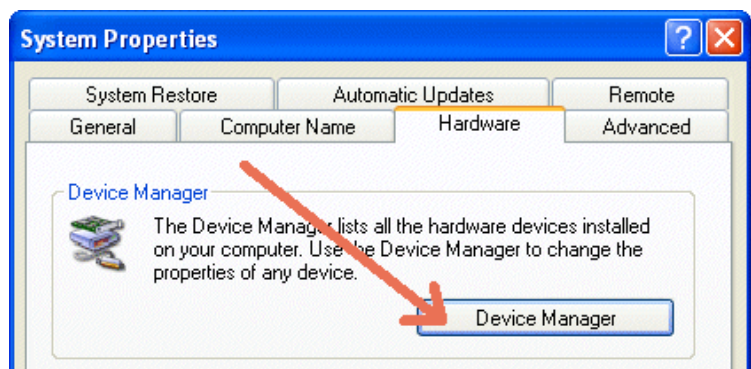 System Properties
System Restore
Automatic Updates
Remote
General
Computer Name
Hardware
Advanced
Device Manager
The Device Manager lists all the hardware devices installed
on your computer. Use the Device Manager to change the
properties of any device.
Device Manager